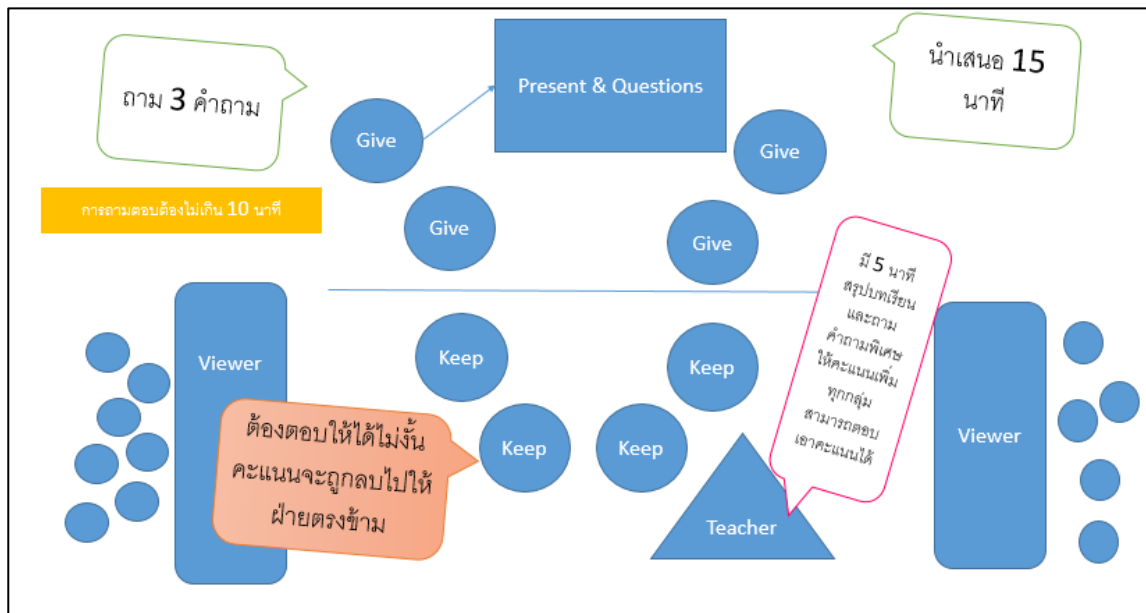 ถาม 3 คำถาม
Present & Questions
นำเสนอ 15
นาที
Give
Give
การถามตอบต้องไม่เกิน 10 นาที
Give
Give
มี 5 นาที
สรุปบทเรียน
และถาม
คำถามพิเศษ
ให้คะแนนเพิ่ม
ทุกกลุ่ม
สามารถตอบ
เอาคะแนนได้
Viewer
Keep
Keep
ต้องตอบให้ได้ไม่งั้น
คะแนนจะถูกลบไปให้
ฝ่ายตรงข้าม
Keep
Keep
Viewer
Teacher